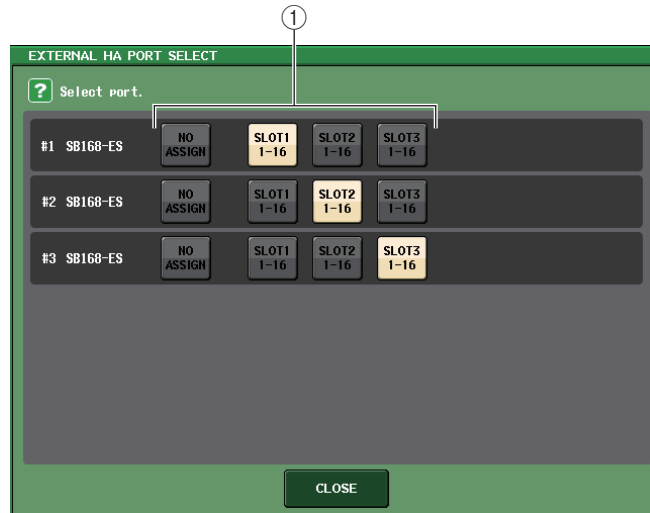 ①
EXTERNAL HA PORT SELECT
? Select port.
#1 SB168-ES NO ASSIGN SLOT1 1-16 SLOT2 1-16 SLOT3 1-16
#2 SB168-ES NO ASSIGN SLOT1 1-16 SLOT2 1-16 SLOT3 1-16
#3 SB168-ES NO ASSIGN SLOT1 1-16 SLOT2 1-16 SLOT3 1-16
CLOSE